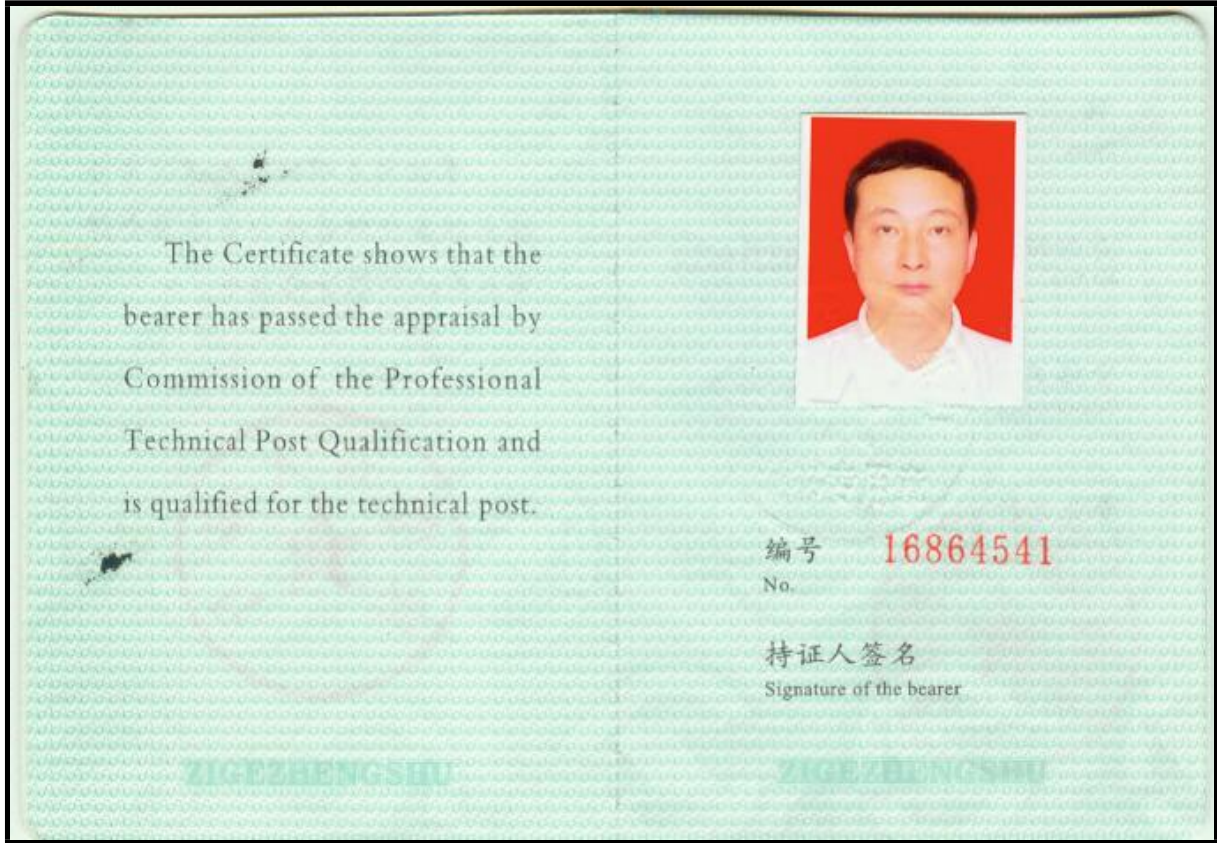 The Certificate shows that the
bearer has passed the appraisal by
Commission of the Professional
Technical Post Qualification and
is qualified for the technical post.
ZIGEZHENGSHU
编号 16864541
No.
持证人签名
Signature of the bearer
ZIGEZHENGSHU